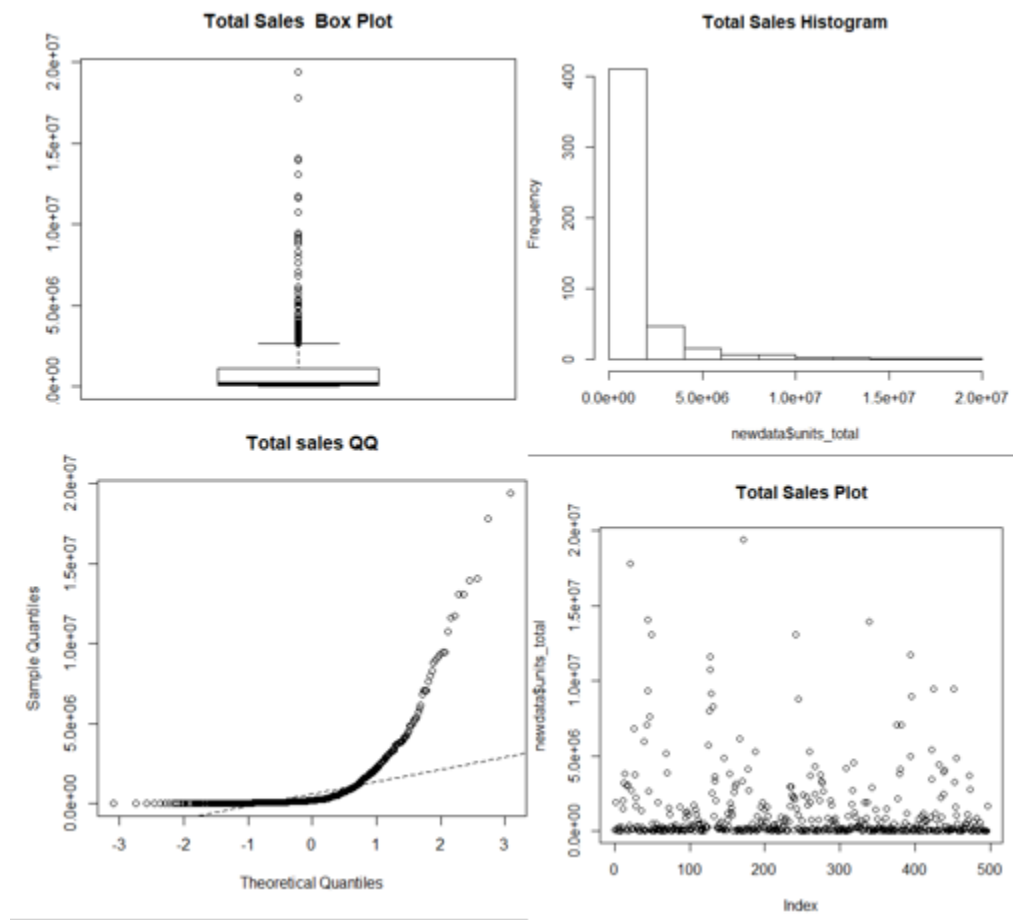 Total Sales  Box Plot
2.0e+07
1.5e+07
1.0e+07
5.0e+06
.0e+00
Total Sales Histogram
Frequency
400
300
200
100
0
0.0e+00 5.0e+06 1.0e+07 1.5e+07 2.0e+07
newdata$units_total
Total sales QQ
Sample Quantiles
2.0e+07
1.5e+07
1.0e+07
5.0e+06
0.0e+00
-3 -2 -1 0 1 2 3
Theoretical Quantiles
Total Sales Plot
newdata$units_total
2.0e+07
1.5e+07
1.0e+07
5.0e+06
0.0e+00
0 100 200 300 400 500
Index